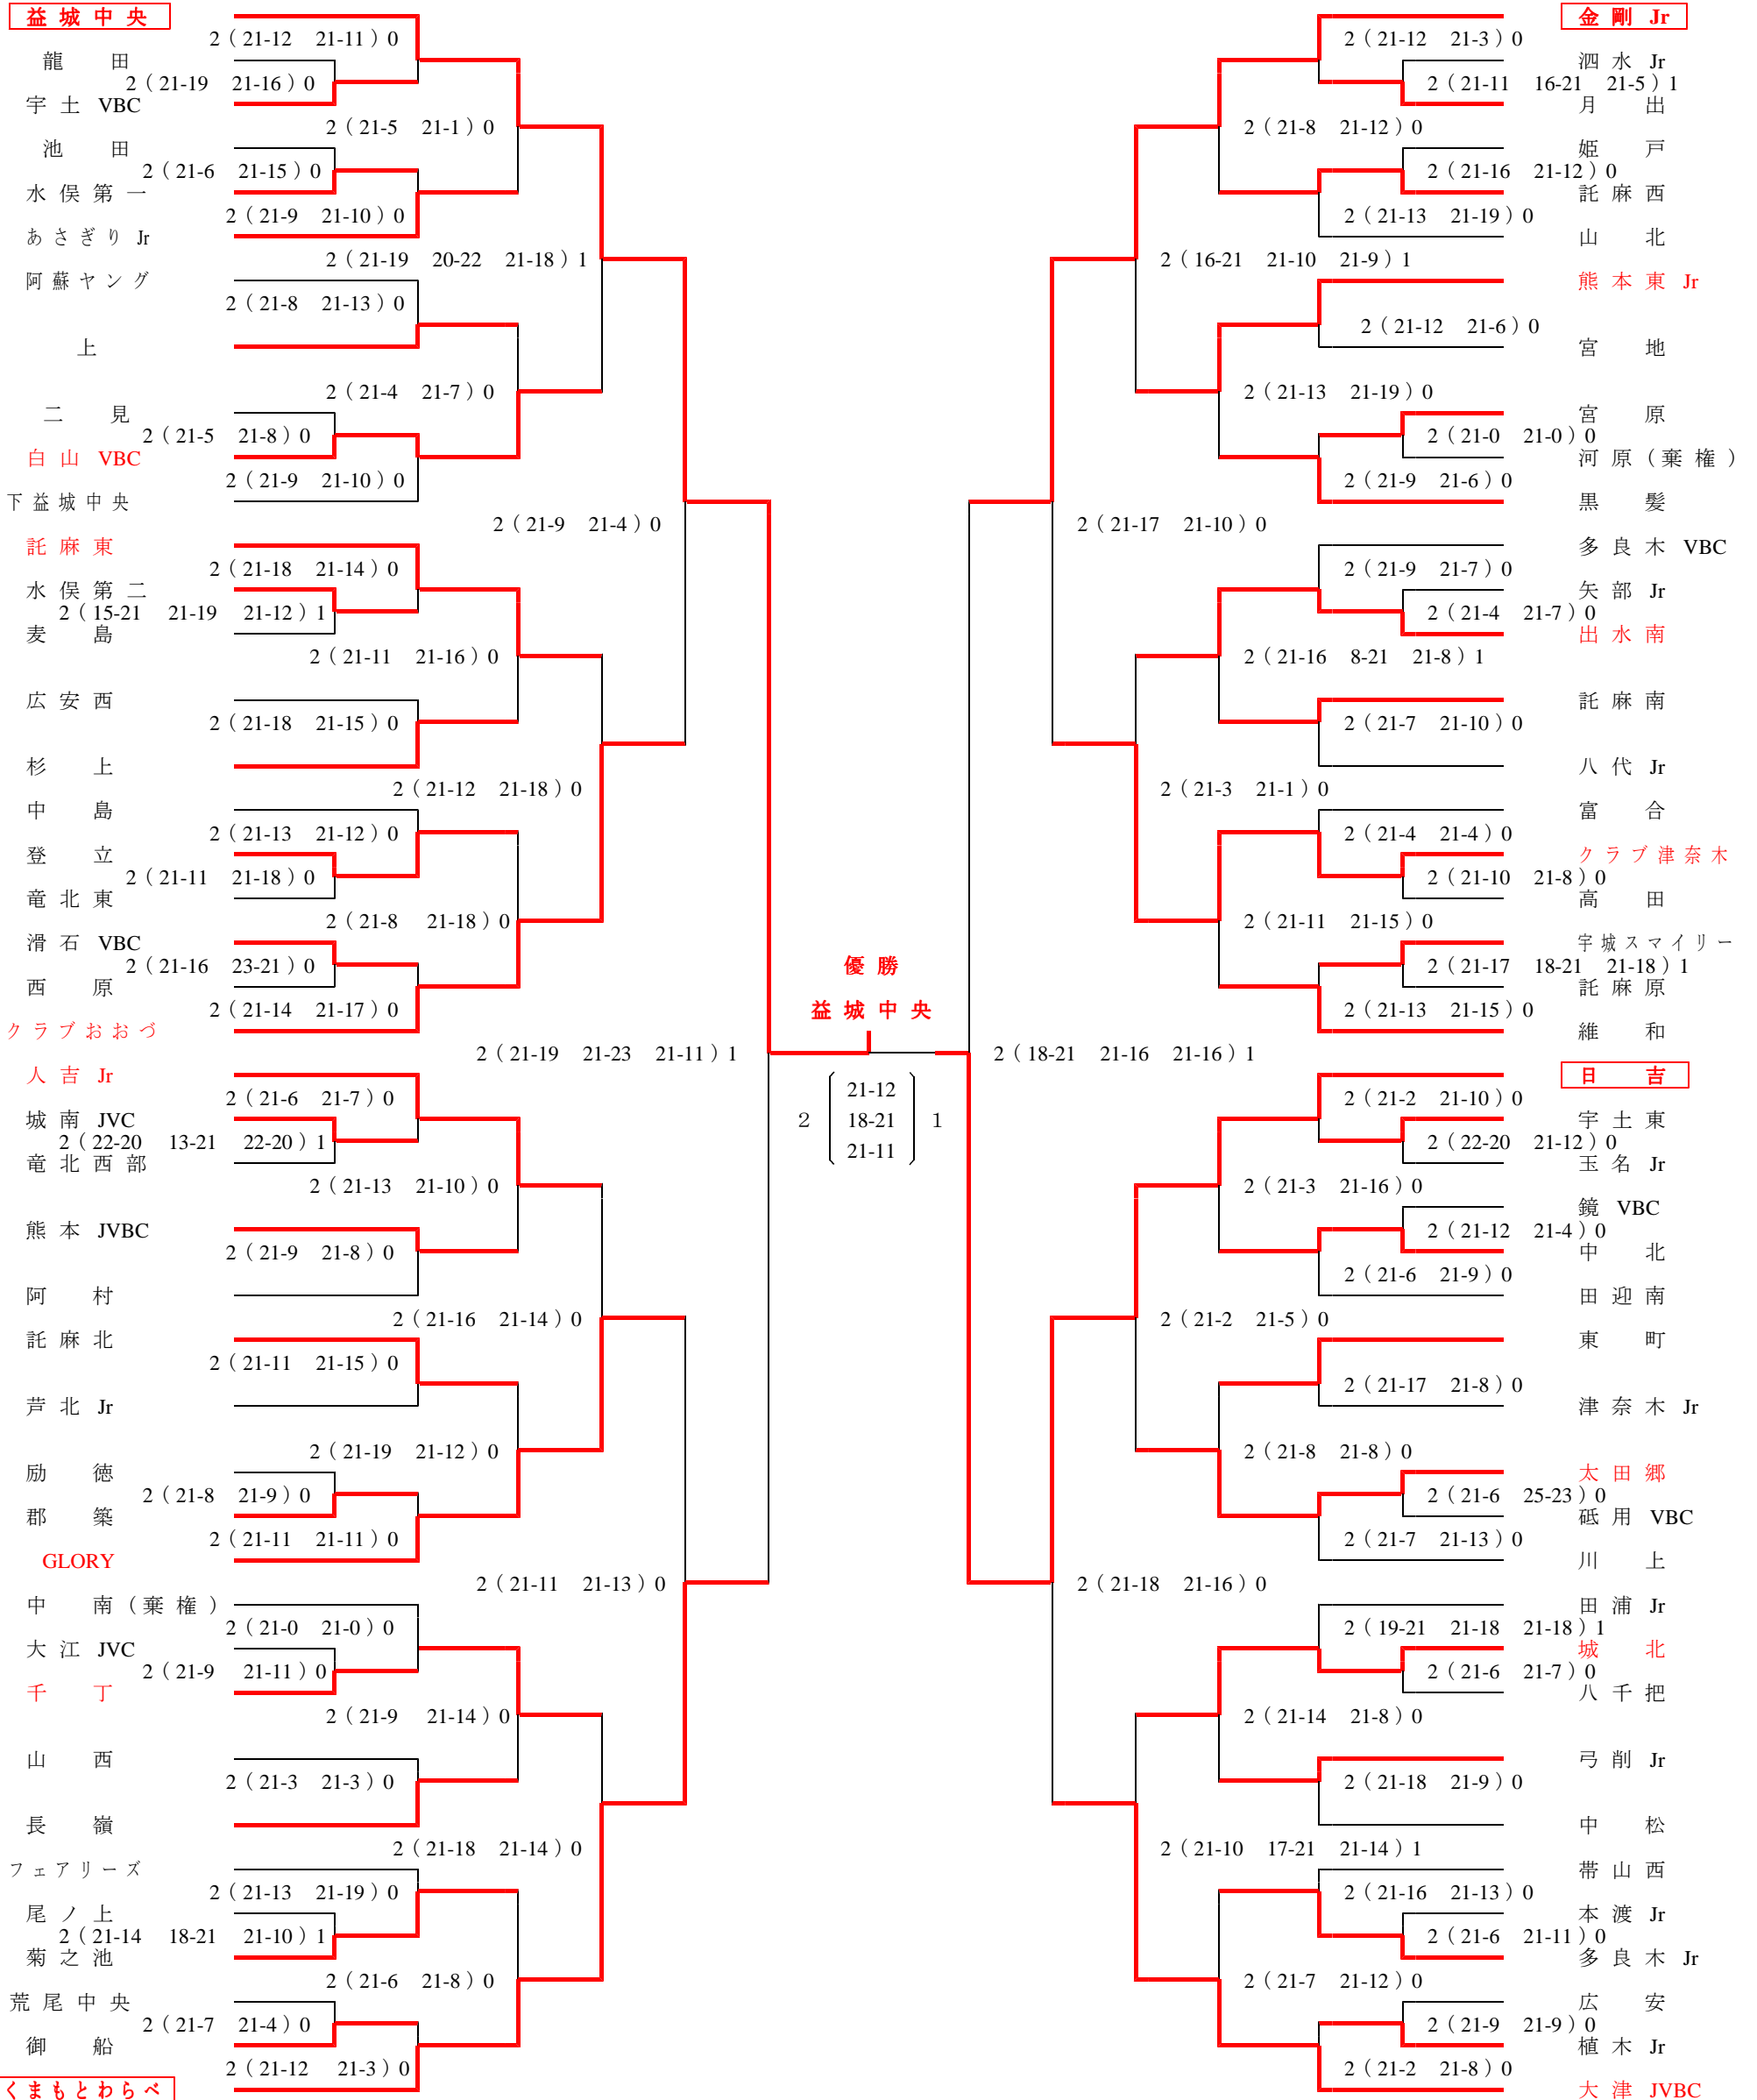 益城中央
2（21-12 21-11）0
龍田
2（21-19 21-16）0
宇土 VBC
2（21-5 21-1）0
池田
2（21-6 21-15）0
水俣第一
2（21-9 21-10）0
あさぎり Jr
2（21-19 20-22 21-18）1
阿蘇ヤング
2（21-8 21-13）0
上
2（21-4 21-7）0
二見
2（21-5 21-8）0
白山 VBC
2（21-9 21-10）0
下益城中央
2（21-9 21-4）0
託麻東
2（21-18 21-14）0
水俣第二
2（15-21 21-19 21-12）1
麦島
2（21-11 21-16）0
広安西
2（21-18 21-15）0
杉上
2（21-12 21-18）0
中島
2（21-13 21-12）0
登立
2（21-11 21-18）0
竜北東
2（21-8 21-18）0
滑石 VBC
2（21-16 23-21）0
西原
2（21-14 21-17）0
クラブおおづ
2（21-19 21-23 21-11）1
人吉 Jr
2（21-6 21-7）0
城南 JVC
2（22-20 13-21 22-20）1
竜北西部
2（21-13 21-10）0
熊本 JVBC
2（21-9 21-8）0
阿村
2（21-16 21-14）0
託麻北
2（21-11 21-15）0
芦北 Jr
2（21-19 21-12）0
励徳
2（21-8 21-9）0
郡築
2（21-11 21-11）0
GLORY
2（21-11 21-13）0
中南（棄権）
2（21-0 21-0）0
大江 JVC
2（21-9 21-11）0
千丁
2（21-9 21-14）0
山西
2（21-3 21-3）0
長嶺
2（21-18 21-14）0
フェアリーズ
2（21-13 21-19）0
尾ノ上
2（21-14 18-21 21-10）1
菊之池
2（21-6 21-8）0
荒尾中央
2（21-7 21-4）0
御船
2（21-12 21-3）0
くまもとわらべ
優勝
益城中央
2 21-12 1
18-21
21-11
金剛 Jr
2（21-12 21-3）0
泗水 Jr
2（21-11 16-21 21-5）1
月出
2（21-8 21-12）0
姫戸
2（21-16 21-12）0
託麻西
2（21-13 21-19）0
山北
2（16-21 21-10 21-9）1
熊本東 Jr
2（21-12 21-6）0
宮地
2（21-13 21-19）0
宮原
2（21-0 21-0）0
河原（棄権）
2（21-9 21-6）0
黒髪
2（21-17 21-10）0
多良木 VBC
2（21-9 21-7）0
矢部 Jr
2（21-4 21-7）0
出水南
2（21-16 8-21 21-8）1
託麻南
2（21-7 21-10）0
八代 Jr
2（21-3 21-1）0
富合
2（21-4 21-4）0
クラブ津奈木
2（21-10 21-8）0
高田
2（21-11 21-15）0
宇城スマイリー
2（21-17 18-21 21-18）1
託麻原
2（21-13 21-15）0
維和
2（18-21 21-16 21-16）1
日吉
2（21-2 21-10）0
宇土東
2（22-20 21-12）0
玉名 Jr
2（21-3 21-16）0
鏡 VBC
2（21-12 21-4）0
中北
2（21-6 21-9）0
田迎南
2（21-2 21-5）0
東町
2（21-17 21-8）0
津奈木 Jr
2（21-8 21-8）0
太田郷
2（21-6 25-23）0
砥用 VBC
2（21-7 21-13）0
川上
2（21-18 21-16）0
田浦 Jr
2（19-21 21-18 21-18）1
城北
2（21-6 21-7）0
八千把
2（21-14 21-8）0
弓削 Jr
2（21-18 21-9）0
中松
2（21-10 17-21 21-14）1
帯山西
2（21-16 21-13）0
本渡 Jr
2（21-6 21-11）0
多良木 Jr
2（21-7 21-12）0
広安
2（21-9 21-9）0
植木 Jr
2（21-2 21-8）0
大津 JVBC